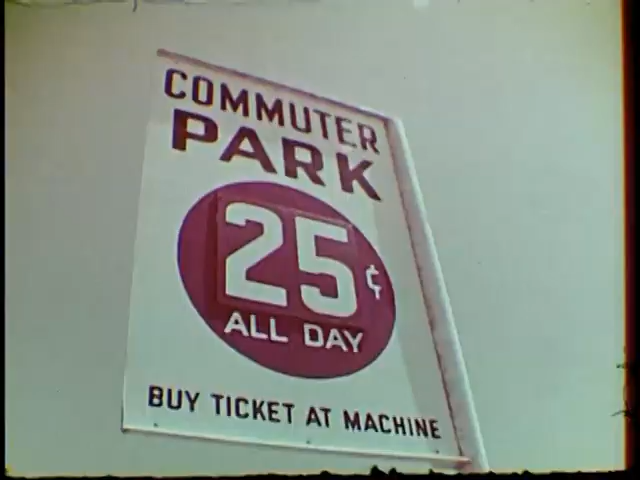 COMMUTER
PARK
25¢
ALL DAY
BUY TICKET AT MACHINE